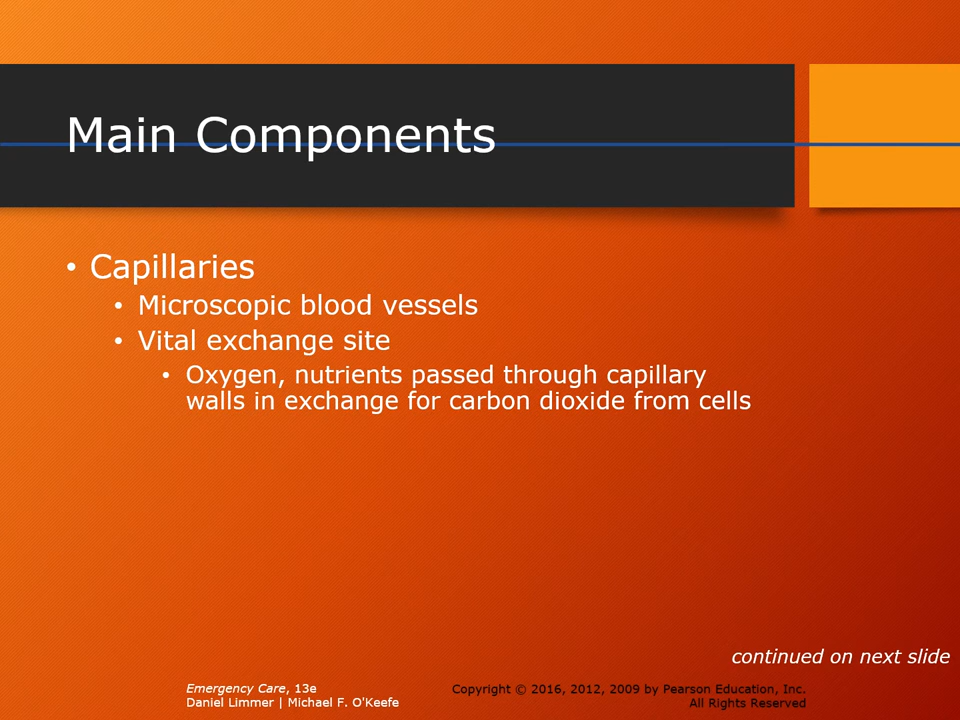 Main Components
• Capillaries
• Microscopic blood vessels
• Vital exchange site
• Oxygen, nutrients passed through capillary
walls in exchange for carbon dioxide from cells
continued on next slide
Emergency Care, 13e
Daniel Limmer | Michael F. O'Keefe
Copyright © 2016, 2012, 2009 by Pearson Education, Inc.
All Rights Reserved